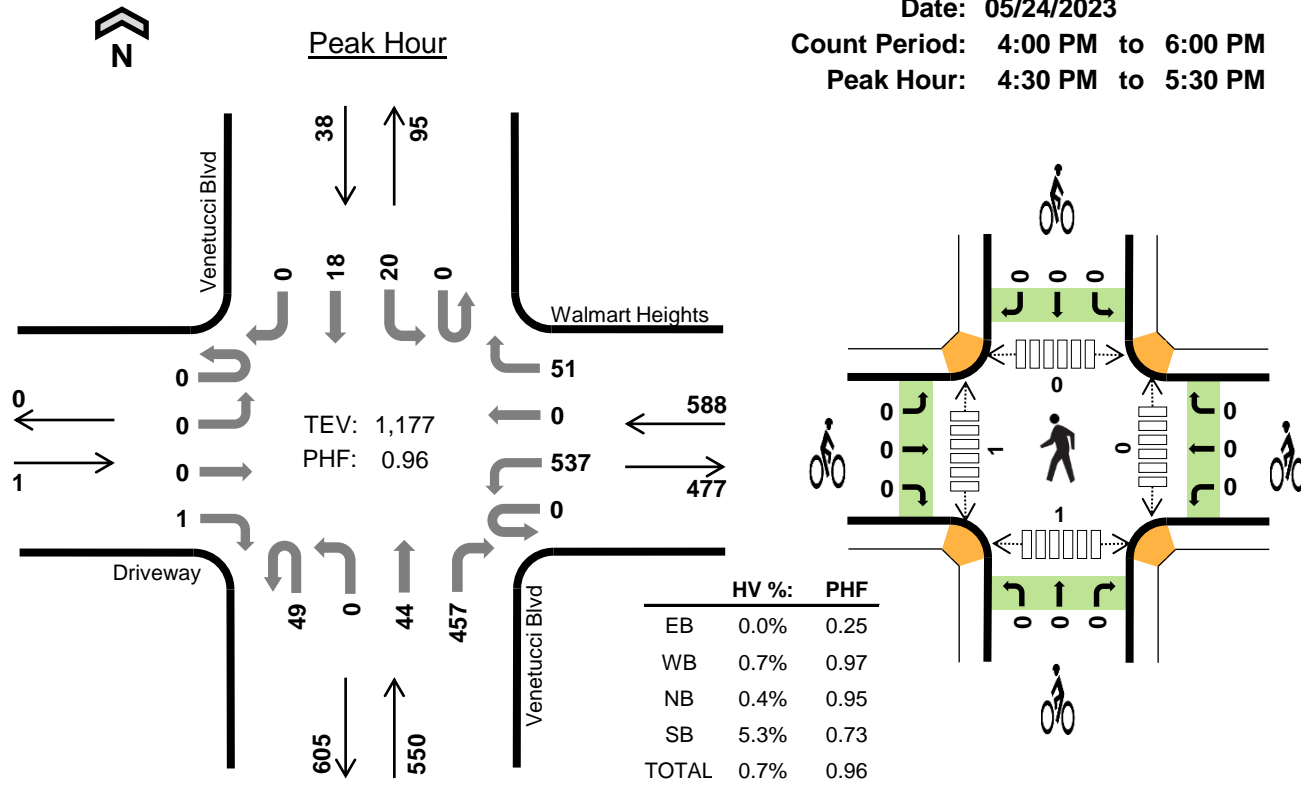 Date: 05/24/2023
Count Period: 4:00 PM to 6:00 PM
Peak Hour: 4:30 PM to 5:30 PM
N
Peak Hour
38
95
Venetucci Blvd
0 18 20 0
Walmart Heights
51
0
537
0
588
477
0
1
0
0
0
1
TEV: 1,177
PHF: 0.96
Driveway
49 0 44 457
Venetucci Blvd
605
550
HV %: PHF
EB 0.0% 0.25
WB 0.7% 0.97
NB 0.4% 0.95
SB 5.3% 0.73
TOTAL 0.7% 0.96
0 0 0
0
0
0
0
1
0
0
0
0
1
0 0 0